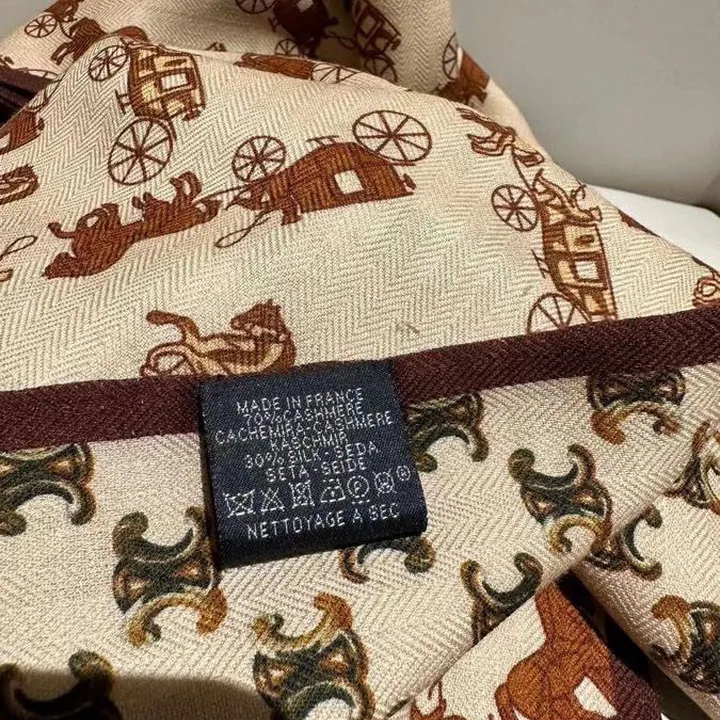 MADE IN FRANCE
70% CASHMERE
CACHEMIRA-CASHMERE
KASCHMIR
30% SILK-SEDA
SETA-SEIDE
NETTOYAGE A SEC